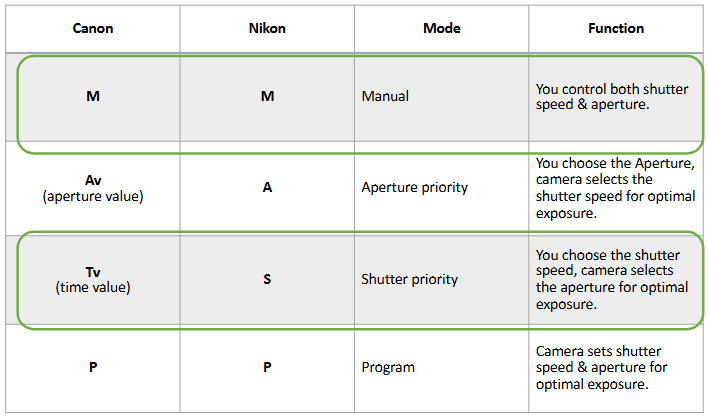 Canon Nikon Mode Function
M M Manual You control both shutter
speed & aperture.
Av
(aperture value) A Aperture priority You choose the Aperture,
camera selects the
shutter speed for optimal
exposure.
Tv
(time value) S Shutter priority You choose the shutter
speed, camera selects
the aperture for optimal
exposure.
P P Program Camera sets shutter
speed & aperture for
optimal exposure.